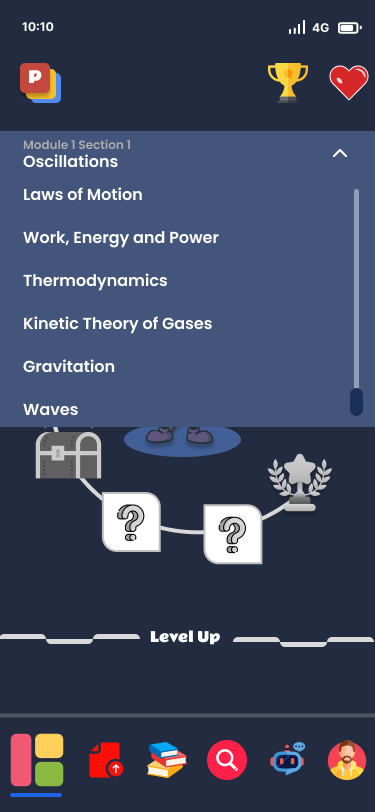 10:10
4G
P
Module 1 Section 1
Oscillations
Laws of Motion
Work, Energy and Power
Thermodynamics
Kinetic Theory of Gases
Gravitation
Waves
?
?
Level Up